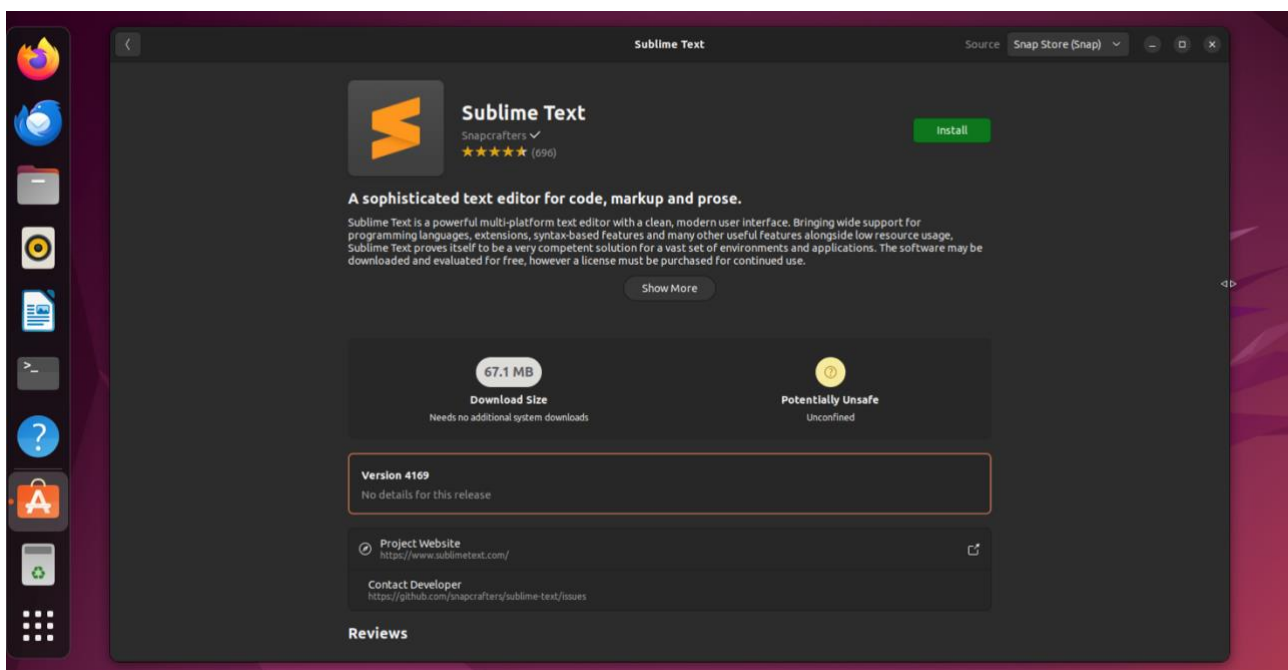 Sublime Text
Source Snap Store (Snap)
Sublime Text
Snapcrafters
(696)
Install
A sophisticated text editor for code, markup and prose.
Sublime Text is a powerful multi-platform text editor with a clean, modern user interface. Bringing wide support for
programming languages, extensions, syntax-based features and many other useful features alongside low resource usage,
Sublime Text proves itself to be a very competent solution for a vast set of environments and applications. The software may be
downloaded and evaluated for free, however a license must be purchased for continued use.
Show More
67.1 MB
Download Size
Needs no additional system downloads
Potentially Unsafe
Unconfined
Version 4169
No details for this release
Project Website
https://www.sublimetext.com/
Contact Developer
https://github.com/snapcrafters/sublime-text/issues
Reviews